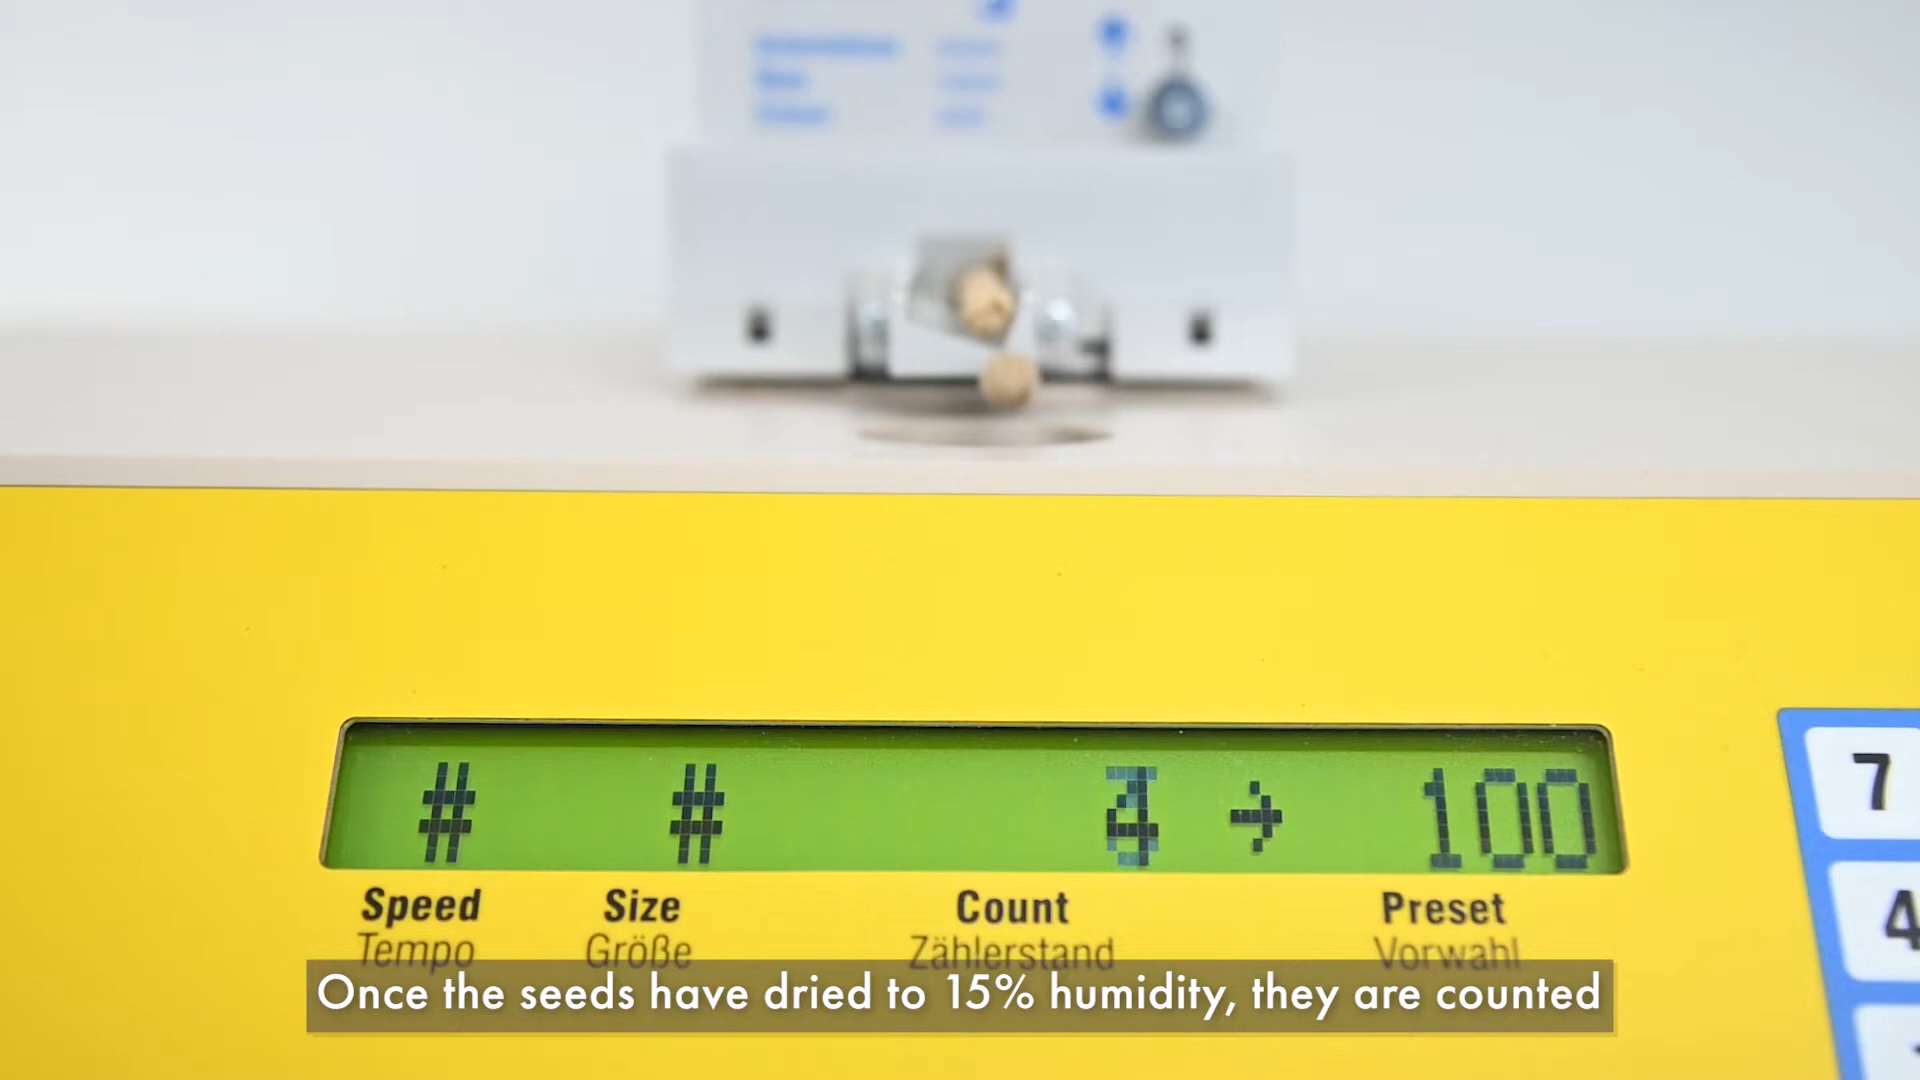 # # → 100
7
Speed Size Count Preset
Tempo Größe Zählerstand Vorwahl
4
Once the seeds have dried to 15% humidity, they are counted